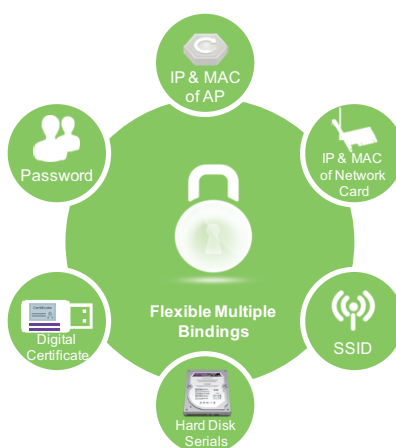 IP & MAC
of AP
Password
IP & MAC
of Network
Card
Flexible Multiple
Bindings
Certificate
Digital
Certificate
SSID
Hard Disk
Serials